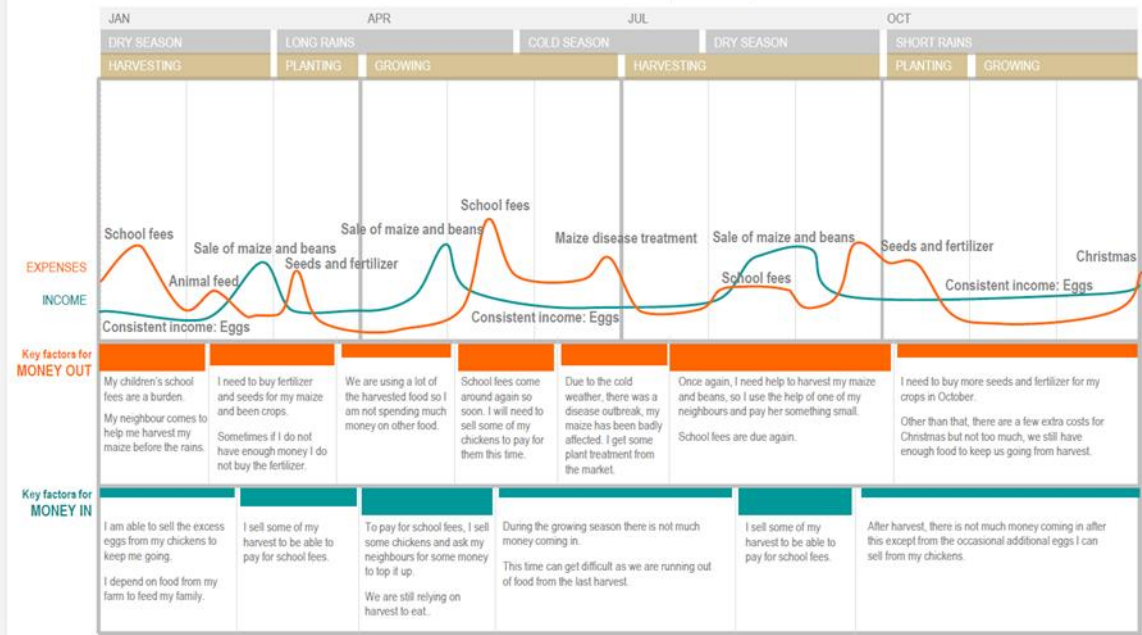 JAN APR JUL OCT
DRY SEASON LONG RAINS COLD SEASON DRY SEASON SHORT RAINS
HARVESTING PLANTING GROWING HARVESTING PLANTING GROWING
School fees
Sale of maize and beans
Animal feed
Seeds and fertilizer
Consistent income: Eggs
Sale of maize and beans
School fees
Maize disease treatment
Consistent income: Eggs
Sale of maize and beans
School fees
Seeds and fertilizer
Consistent income: Eggs
Christmas
EXPENSES
INCOME
Key factors for
MONEY OUT
My children's school
fees are a burden.
My neighbour comes to
help me harvest my
maize before the rains.
I need to buy fertilizer
and seeds for my maize
and been crops.
Sometimes if I do not
have enough money I do
not buy the fertilizer.
We are using a lot of
the harvested food so I
am not spending much
money on other food.
School fees come
around again so
soon. I will need to
sell some of my
chickens to pay for
them this time.
Due to the cold
weather, there was a
disease outbreak, my
maize has been badly
affected. I get some
plant treatment from
the market.
Once again, I need help to harvest my maize
and beans, so I use the help of one of my
neighbours and pay her something small.
School fees are due again.
I need to buy more seeds and fertilizer for my
crops in October.
Other than that, there are a few extra costs for
Christmas but not too much, we still have
enough food to keep us going from harvest.
Key factors for
MONEY IN
I am able to sell the excess
eggs from my chickens to
keep me going.
I depend on food from my
farm to feed my family.
I sell some of my
harvest to be able to
pay for school fees.
To pay for school fees, I sell
some chickens and ask my
neighbours for some money
to top it up.
We are still relying on
harvest to eat..
During the growing season there is not much
money coming in.
This time can get difficult as we are running out
of food from the last harvest.
I sell some of my
harvest to be able to
pay for school fees.
After harvest, there is not much money coming in after
this except from the occasional additional eggs I can
sell from my chickens.